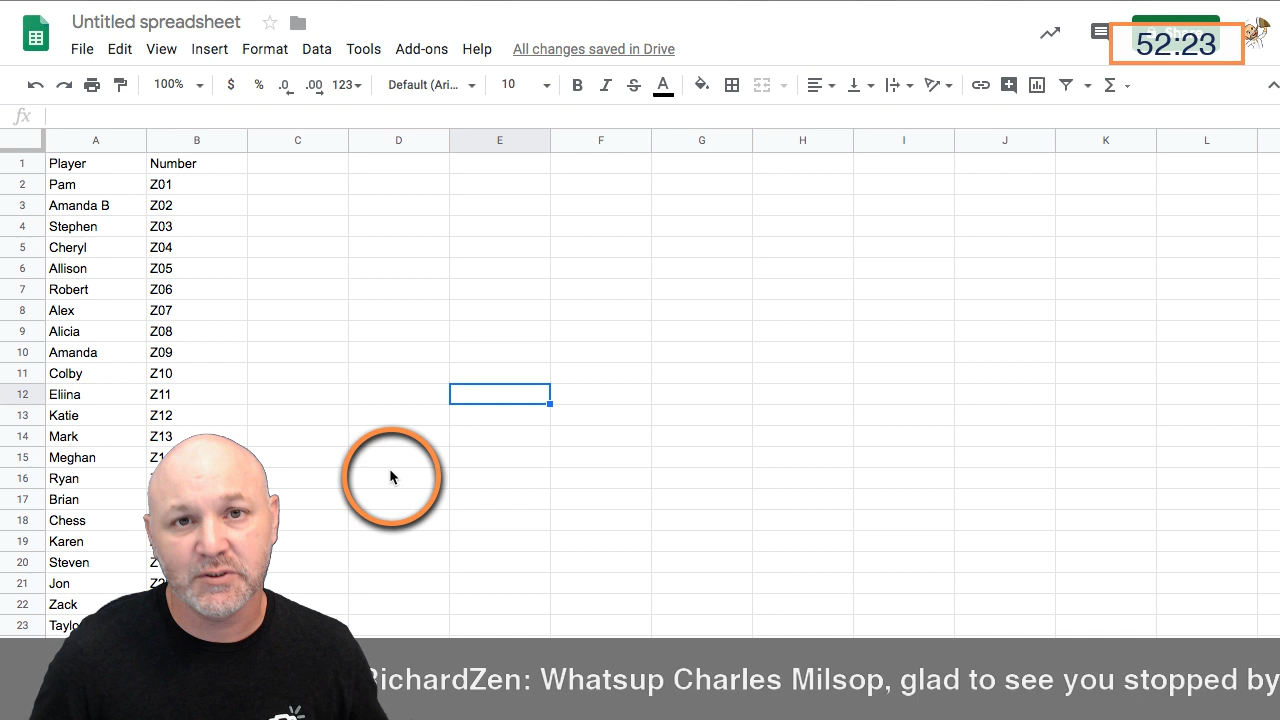 Untitled spreadsheet
File Edit View Insert Format Data Tools Add-ons Help All changes saved in Drive
52:23
100% $ % .0 .00 123 Default (Ari... 10 B I S A Σ
fx
A B C D E F G H I J K L
1 Player Number
2 Pam Z01
3 Amanda B Z02
4 Stephen Z03
5 Cheryl Z04
6 Allison Z05
7 Robert Z06
8 Alex Z07
9 Alicia Z08
10 Amanda Z09
11 Colby Z10
12 Eliina Z11
13 Katie Z12
14 Mark Z13
15 Meghan
16 Ryan
17 Brian
18 Chess
19 Karen
20 Steven
21 Jon
22 Zack
23
RichardZen: Whatsup Charles Milsop, glad to see you stopped by